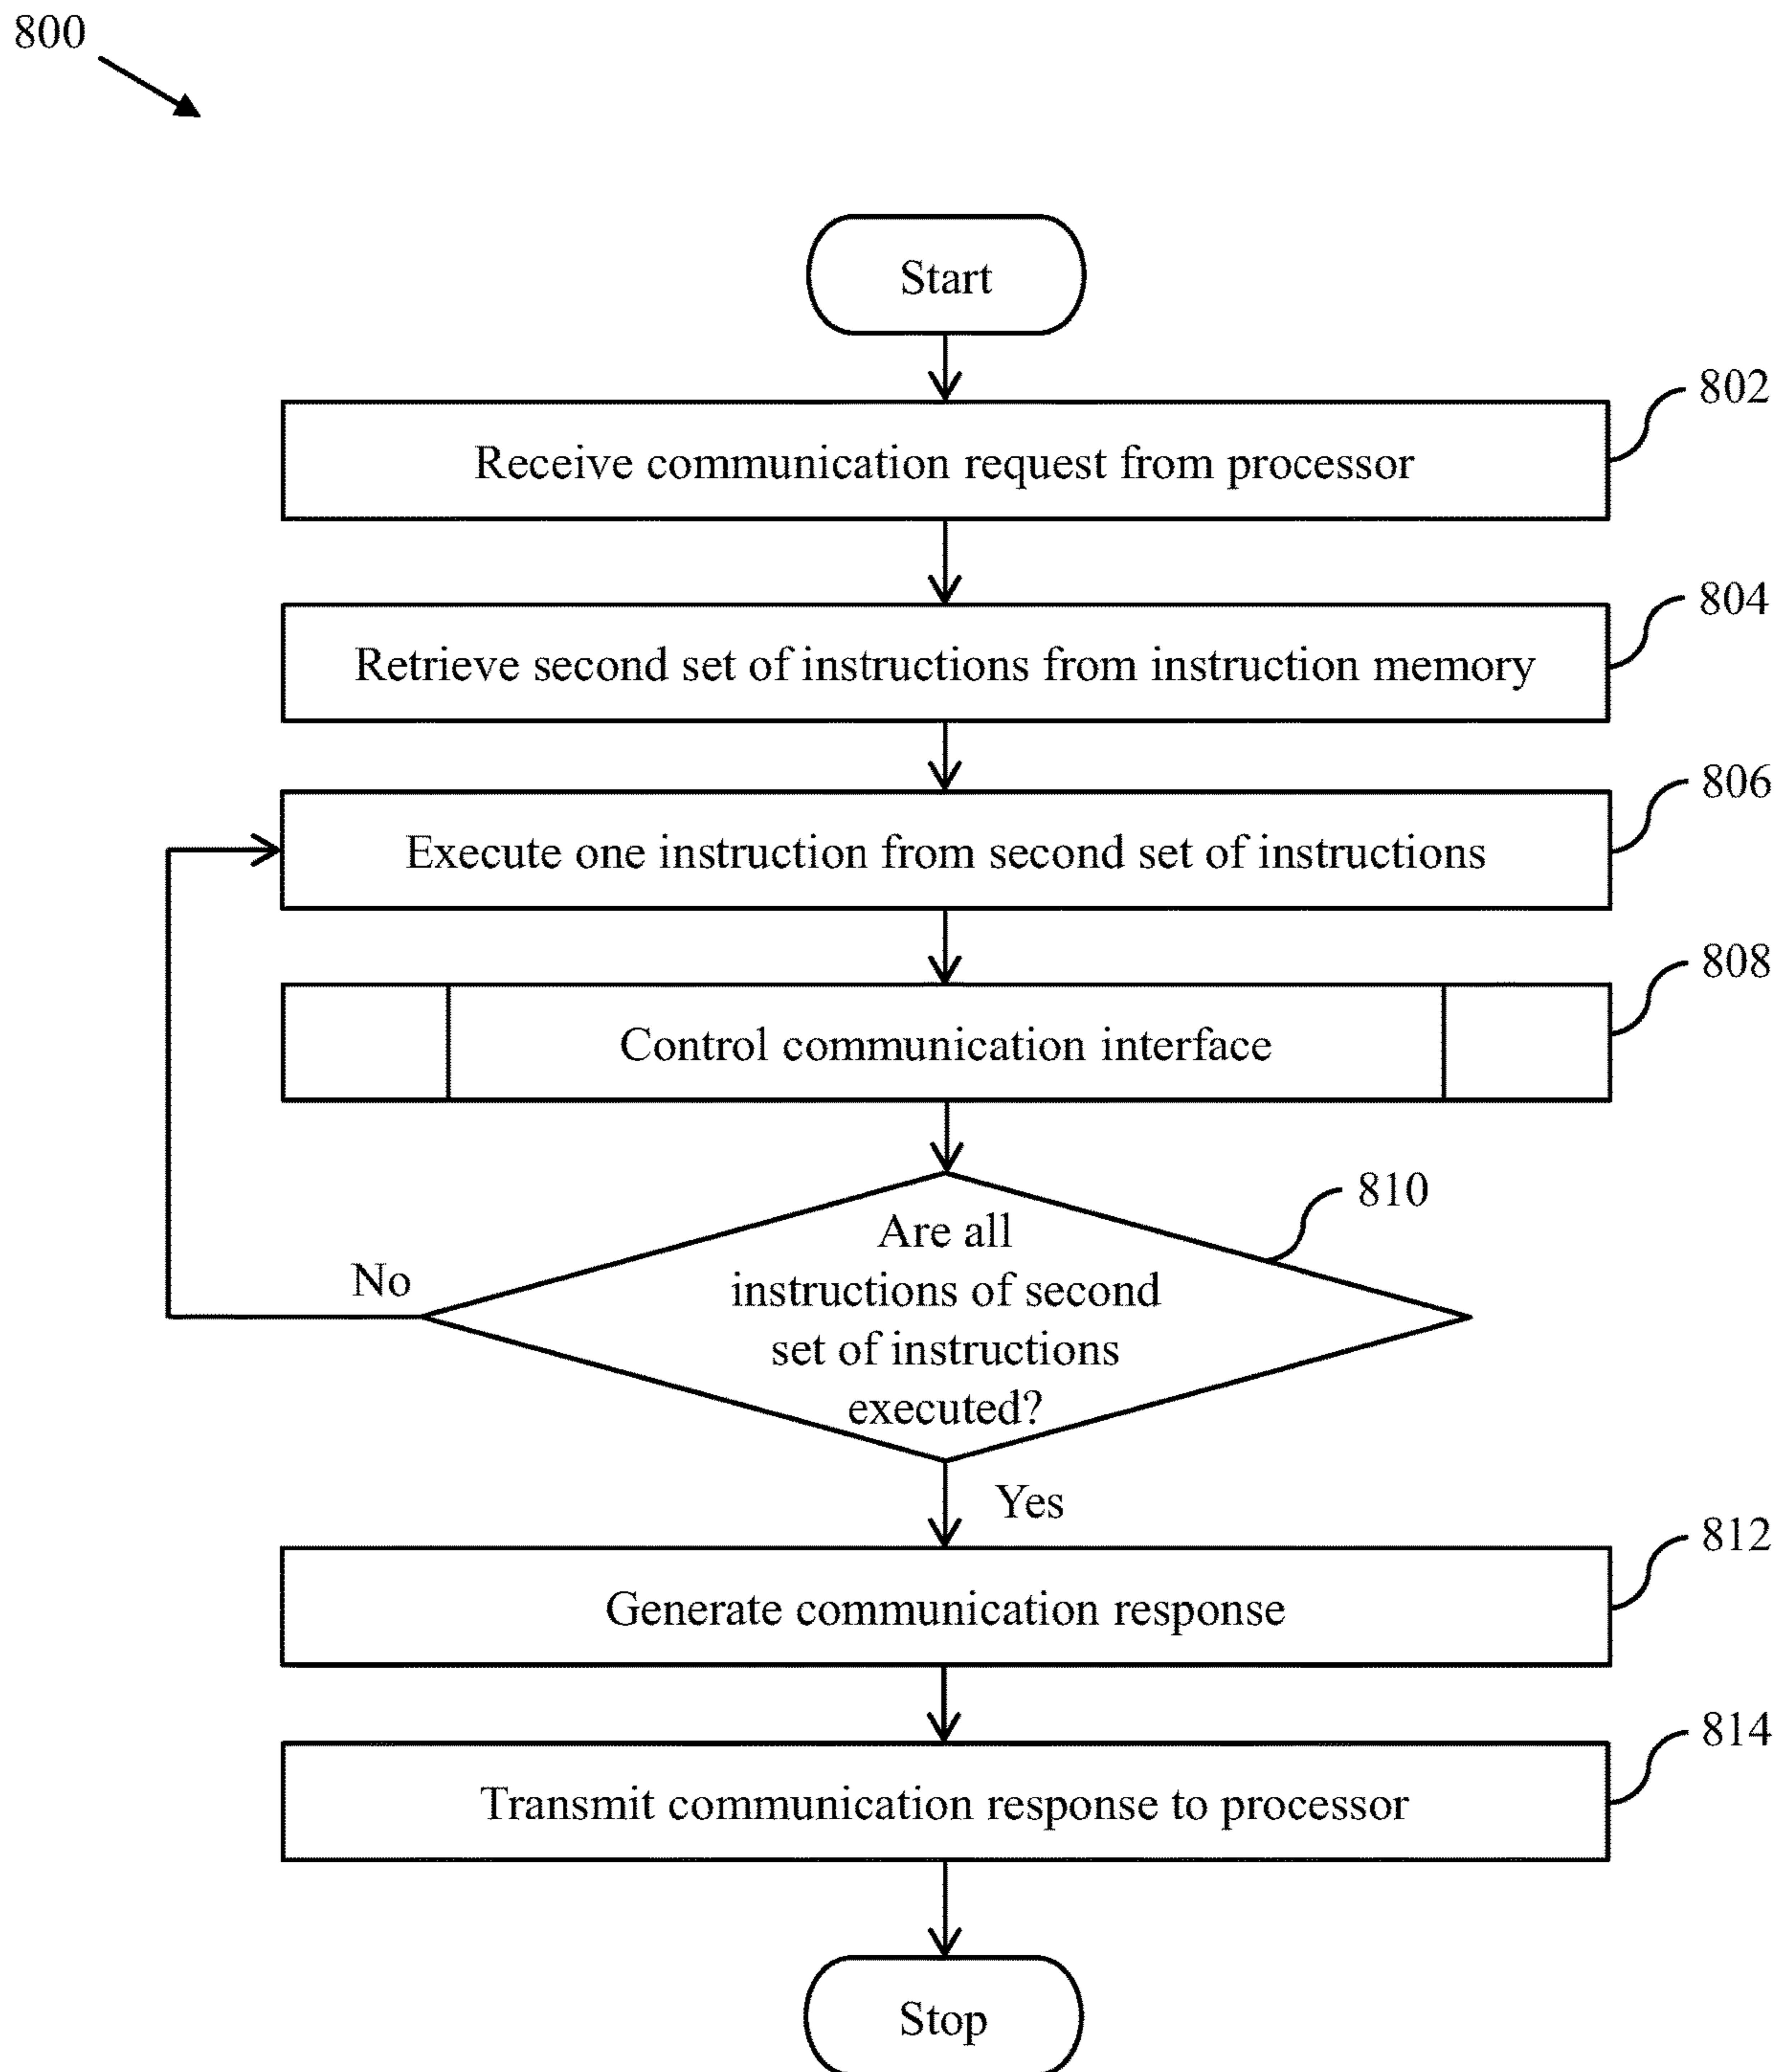 800
Start
802
Receive communication request from processor
804
Retrieve second set of instructions from instruction memory
806
Execute one instruction from second set of instructions
808
Control communication interface
810
Are all
instructions of second
set of instructions
executed?
No
Yes
812
Generate communication response
814
Transmit communication response to processor
Stop